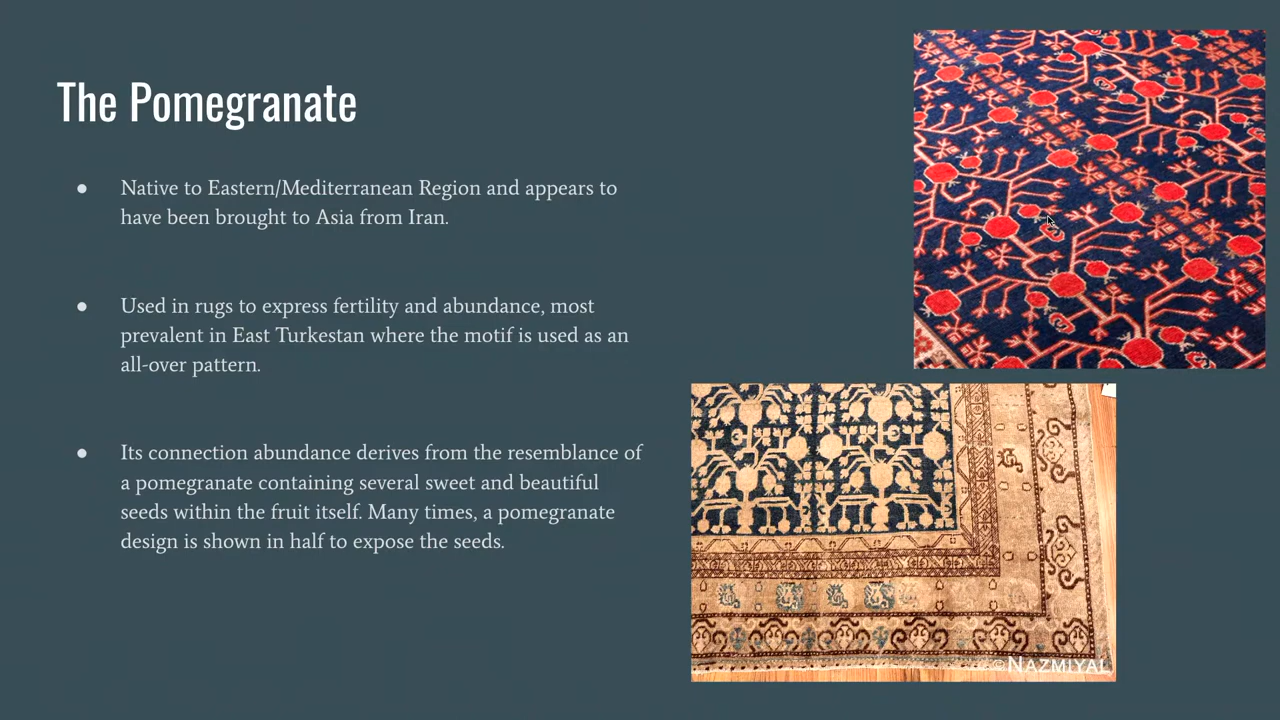 The Pomegranate
● Native to Eastern/Mediterranean Region and appears to
have been brought to Asia from Iran.
● Used in rugs to express fertility and abundance, most
prevalent in East Turkestan where the motif is used as an
all-over pattern.
● Its connection abundance derives from the resemblance of
a pomegranate containing several sweet and beautiful
seeds within the fruit itself. Many times, a pomegranate
design is shown in half to expose the seeds.
©NAZMIYAL